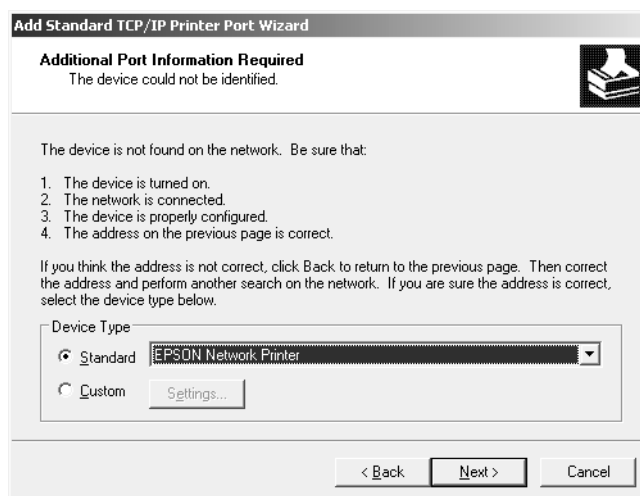 Add Standard TCP/IP Printer Port Wizard
Additional Port Information Required
The device could not be identified.
The device is not found on the network. Be sure that:
1. The device is turned on.
2. The network is connected.
3. The device is properly configured.
4. The address on the previous page is correct.
If you think the address is not correct, click Back to return to the previous page. Then correct
the address and perform another search on the network. If you are sure the address is correct,
select the device type below.
Device Type
Standard EPSON Network Printer
Custom Settings...
< Back Next > Cancel